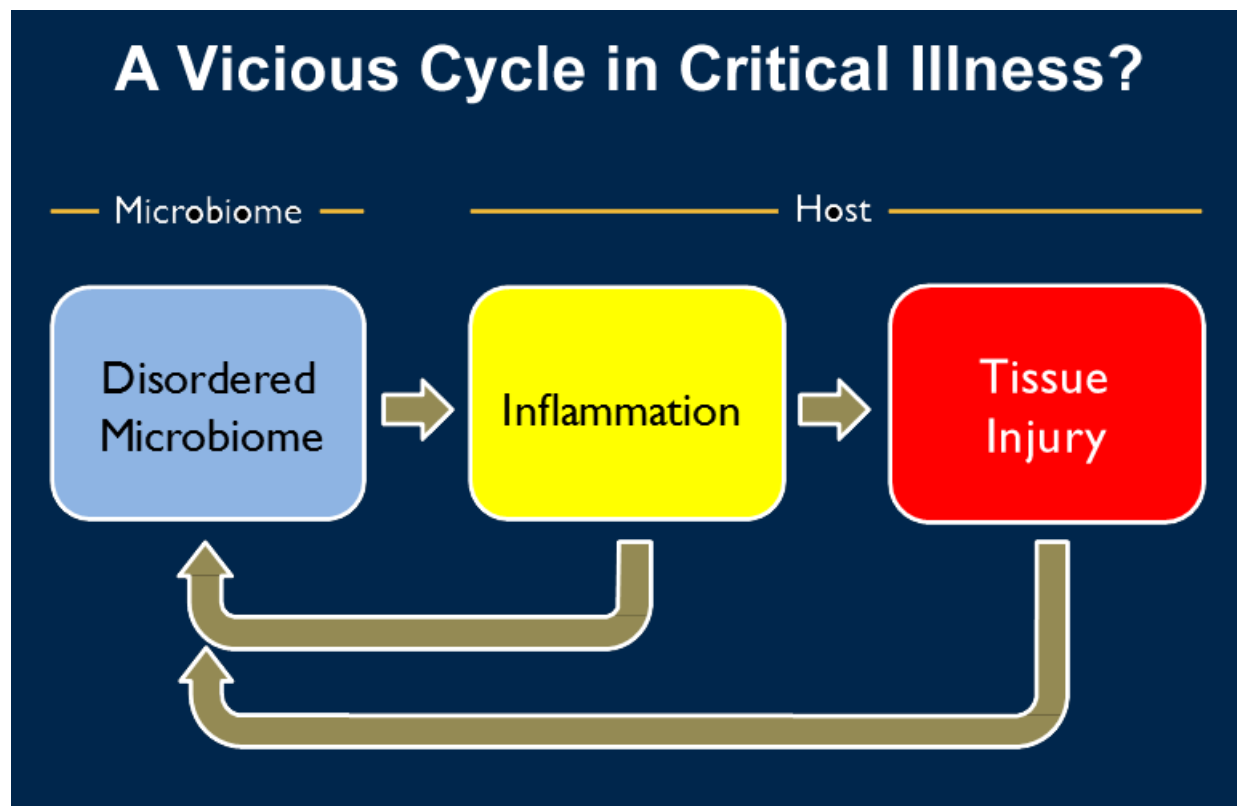 A Vicious Cycle in Critical Illness?
Microbiome
Host
Disordered
Microbiome
Inflammation
Tissue
Injury